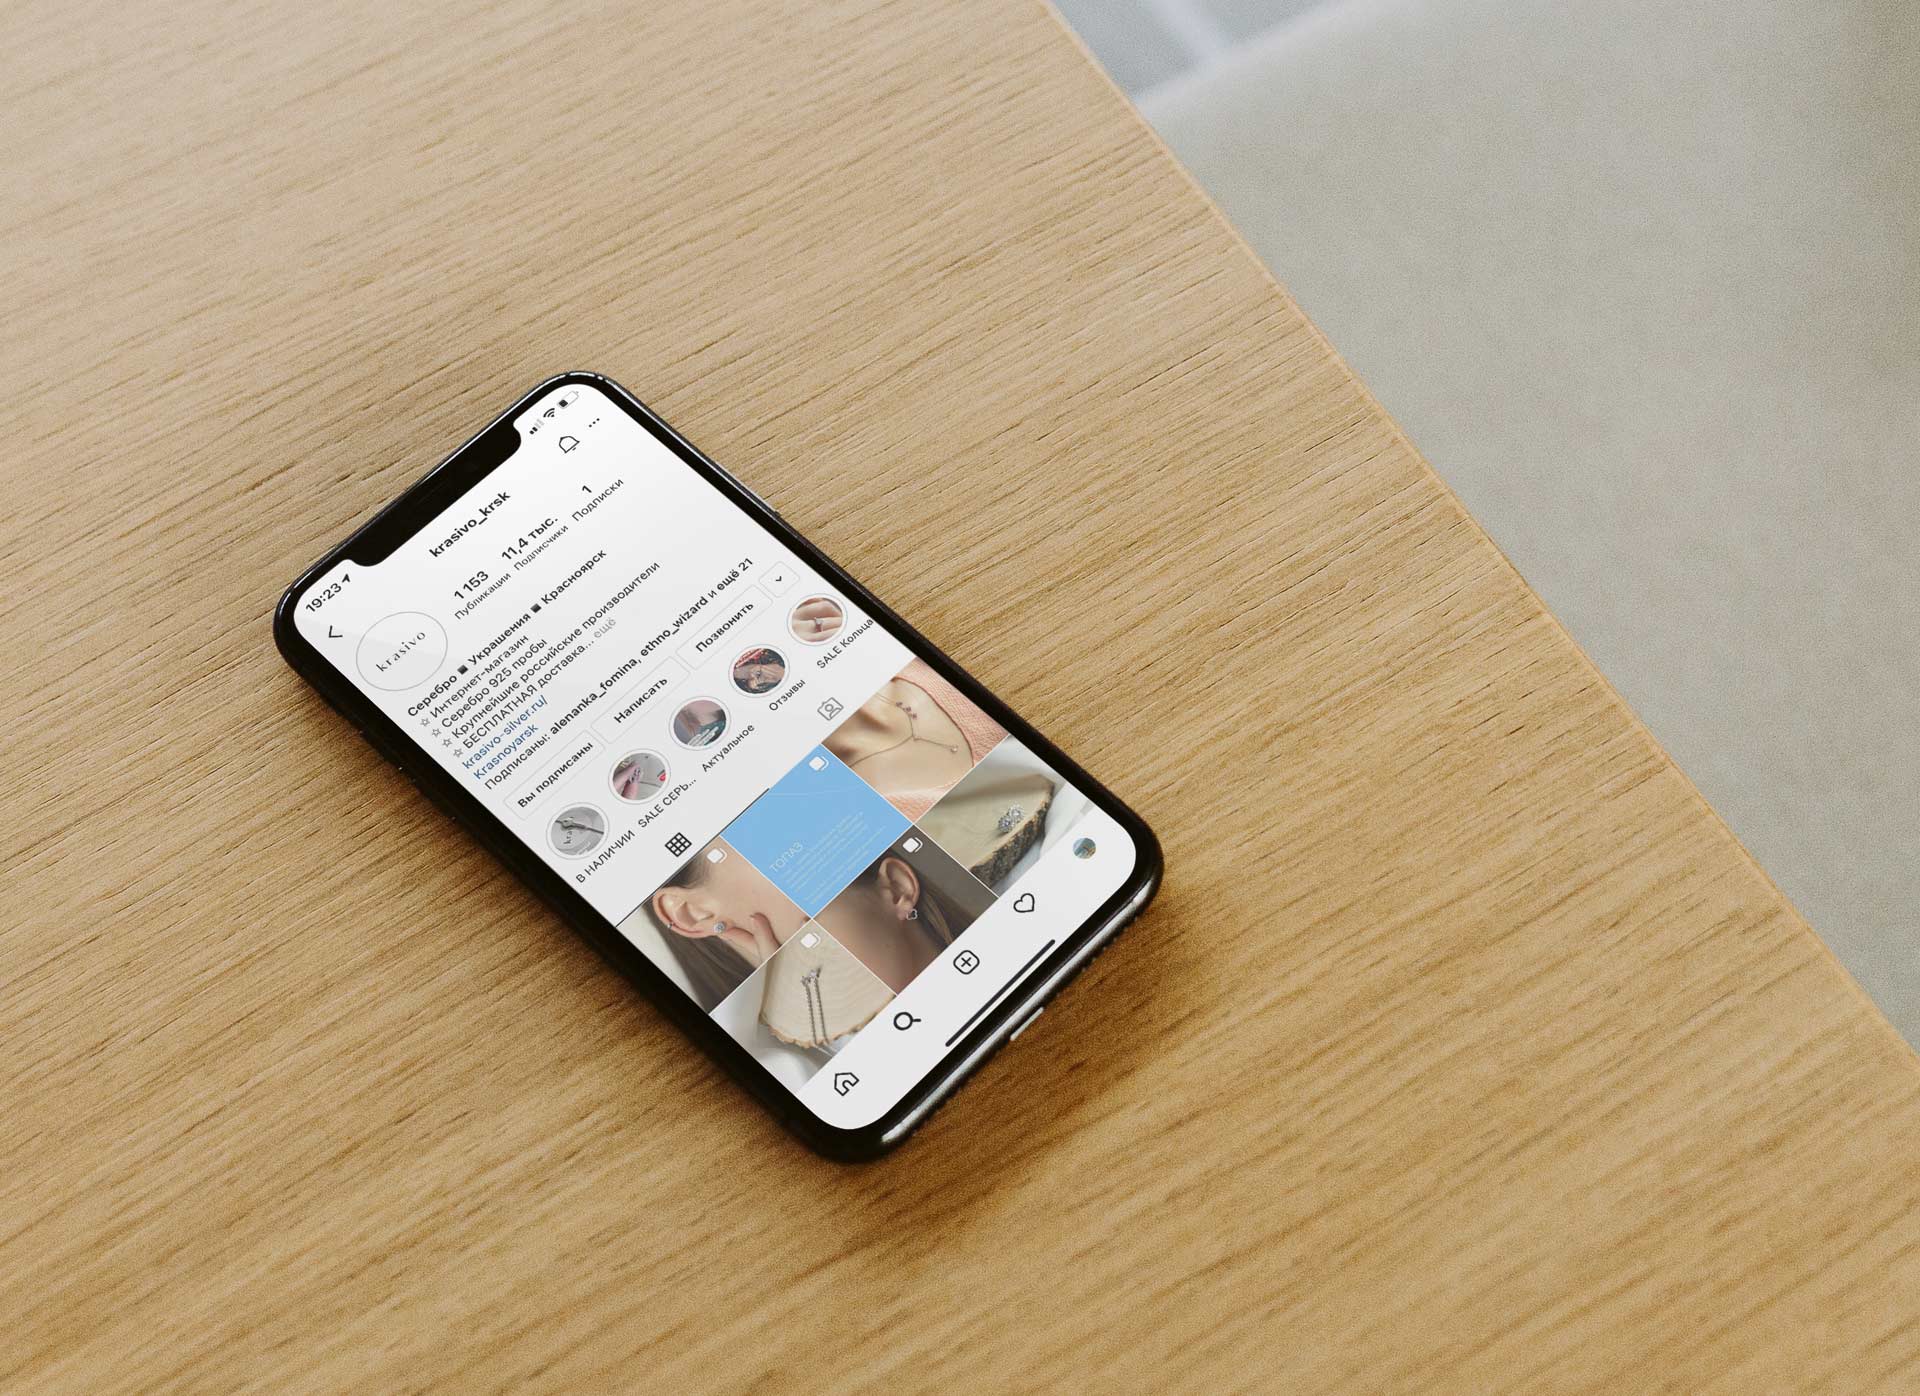 19:23
krasivo_krsk
krasivo
1 153
Публикации
11,4 тыс.
Подписчики
1
Подписки
Серебро ◾ Украшения ◾ Красноярск
☆ Интернет-магазин
☆ Серебро 925 пробы
☆ Крупнейшие российские производители
☆ БЕСПЛАТНАЯ доставка... ещё
krasivo-silver.ru/
Krasnoyarsk
Подписаны: alenanka_fomina, ethno_wizard и ещё 21
Вы подписаны
Написать
Позвонить
В НАЛИЧИИ
SALE СЕРЬ...
Актуальное
Отзывы
SALE Кольца
ТОПАЗ